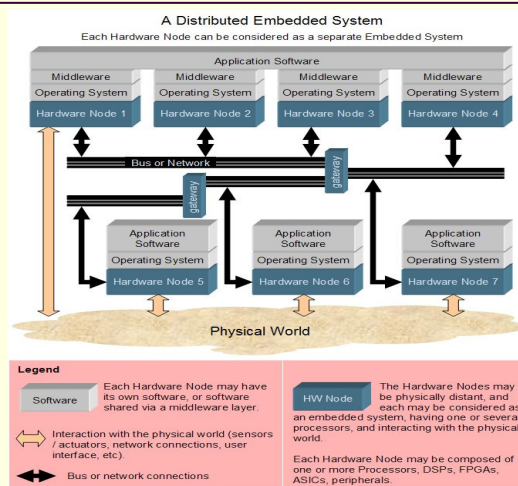 A Distributed Embedded System
Each Hardware Node can be considered as a separate Embedded System
Application Software
Middleware
Middleware
Middleware
Middleware
Operating System
Operating System
Operating System
Operating System
Hardware Node 1
Hardware Node 2
Hardware Node 3
Hardware Node 4
Bus or Network
gateway
gateway
Application
Software
Application
Software
Application
Software
Operating System
Operating System
Operating System
Hardware Node 5
Hardware Node 6
Hardware Node 7
Physical World
Legend
Software
Each Hardware Node may have
its own software, or software
shared via a middleware layer.
Interaction with the physical world (sensors
/ actuators, network connections, user
interface, etc).
Bus or network connections
HW Node
The Hardware Nodes may
be physically distant, and
each may be considered as
an embedded system, having one or several
processors, and interacting with the physical
world.
Each Hardware Node may be composed of
one or more Processors, DSPs, FPGAs,
ASICs, peripherals.